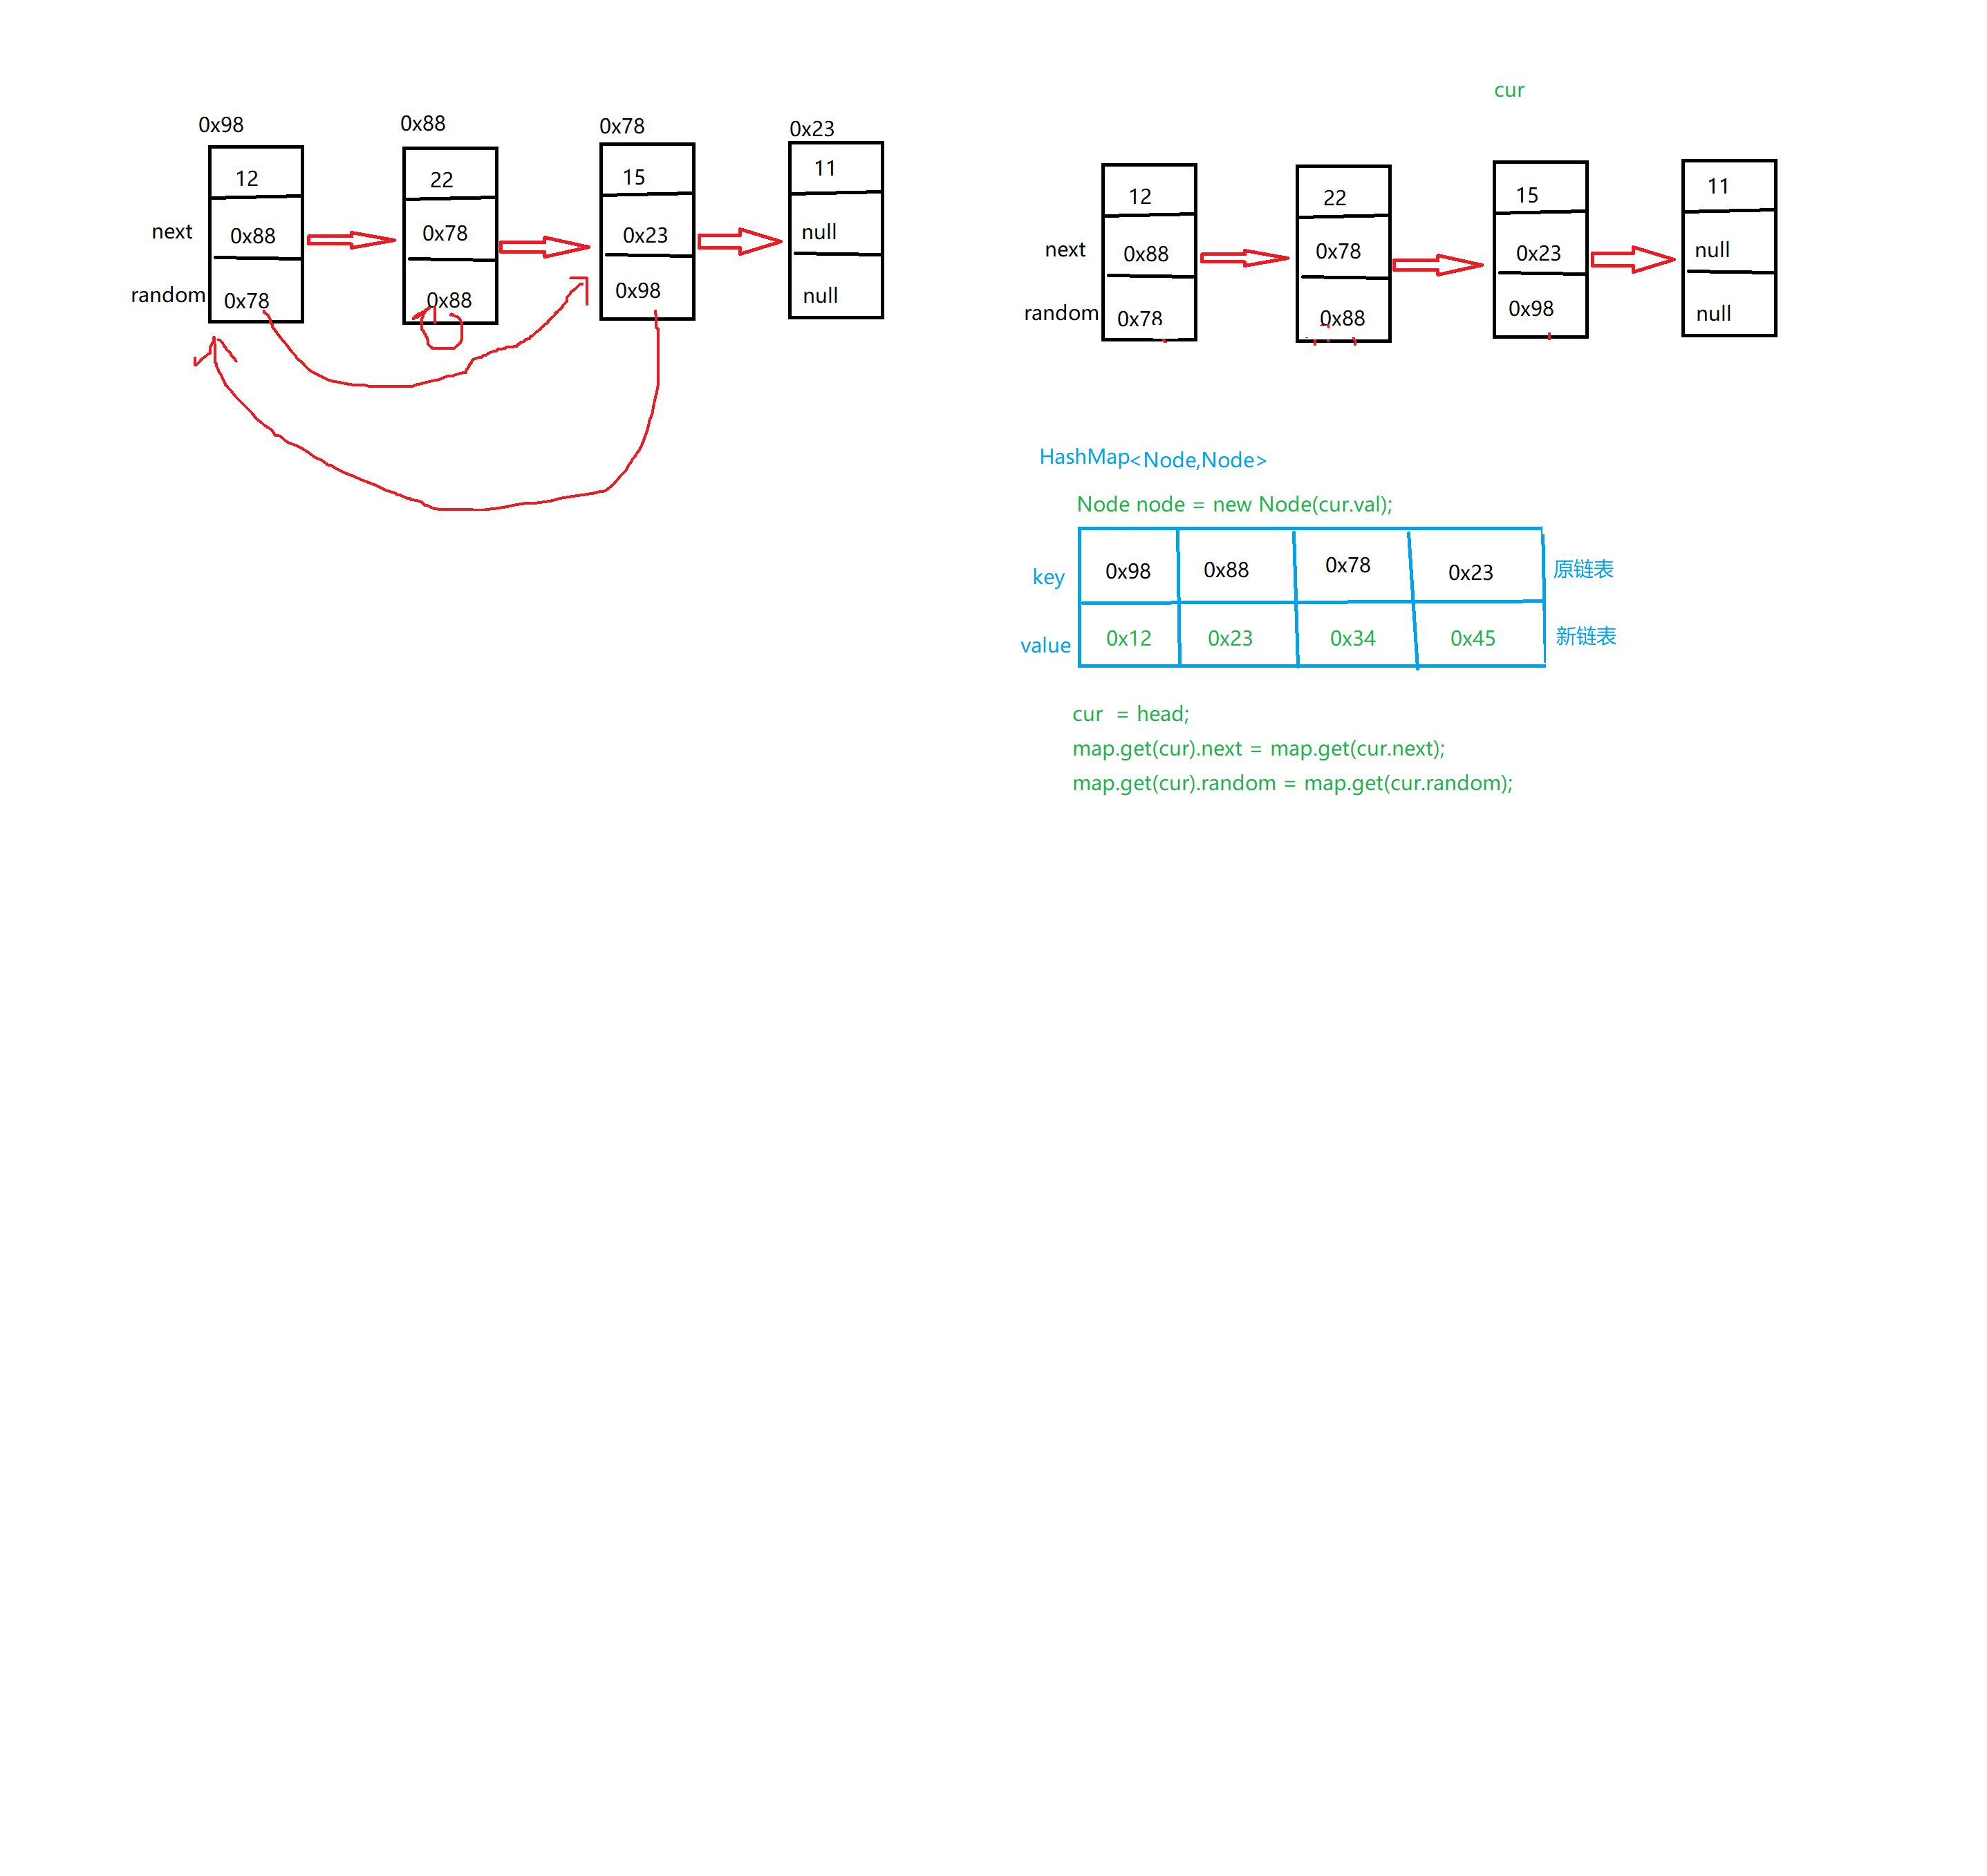 0x98 0x88 0x78 0x23
12 22 15 11
next 0x88 0x78 0x23 null
random 0x78 0x88 0x98 null
cur
12 22 15 11
next 0x88 0x78 0x23 null
random 0x78 0x88 0x98 null
HashMap<Node,Node>
Node node = new Node(cur.val);
key 0x98 0x88 0x78 0x23 原链表
value 0x12 0x23 0x34 0x45 新链表
cur = head;
map.get(cur).next = map.get(cur.next);
map.get(cur).random = map.get(cur.random);